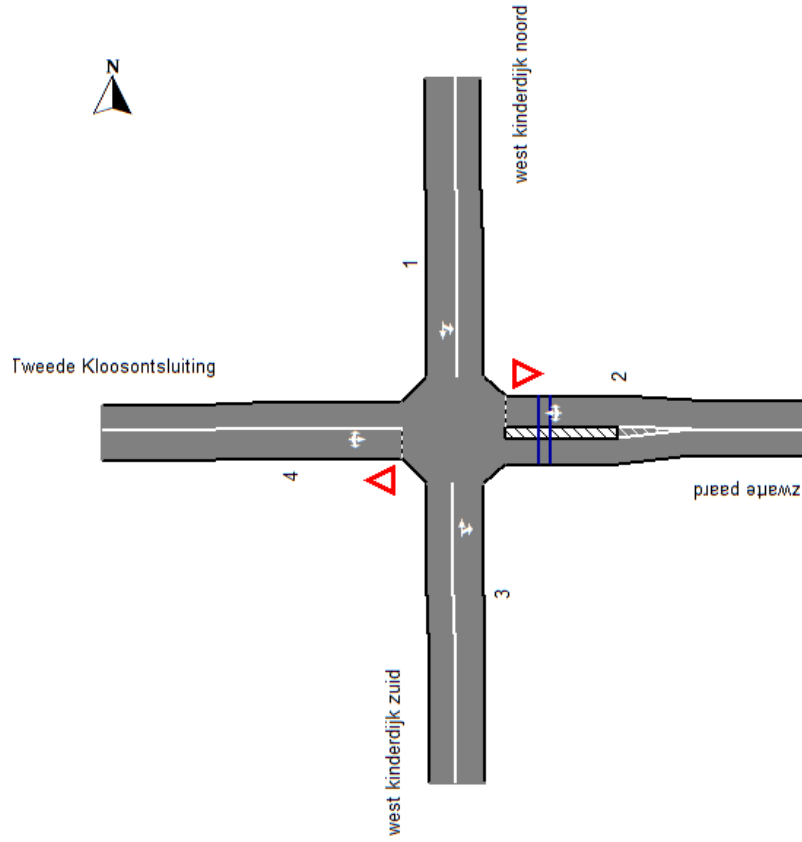 N
west kinderdijk noord
1
Tweede Kloosontsluiting
2
4
zwarte paard
3
west kinderdijk zuid